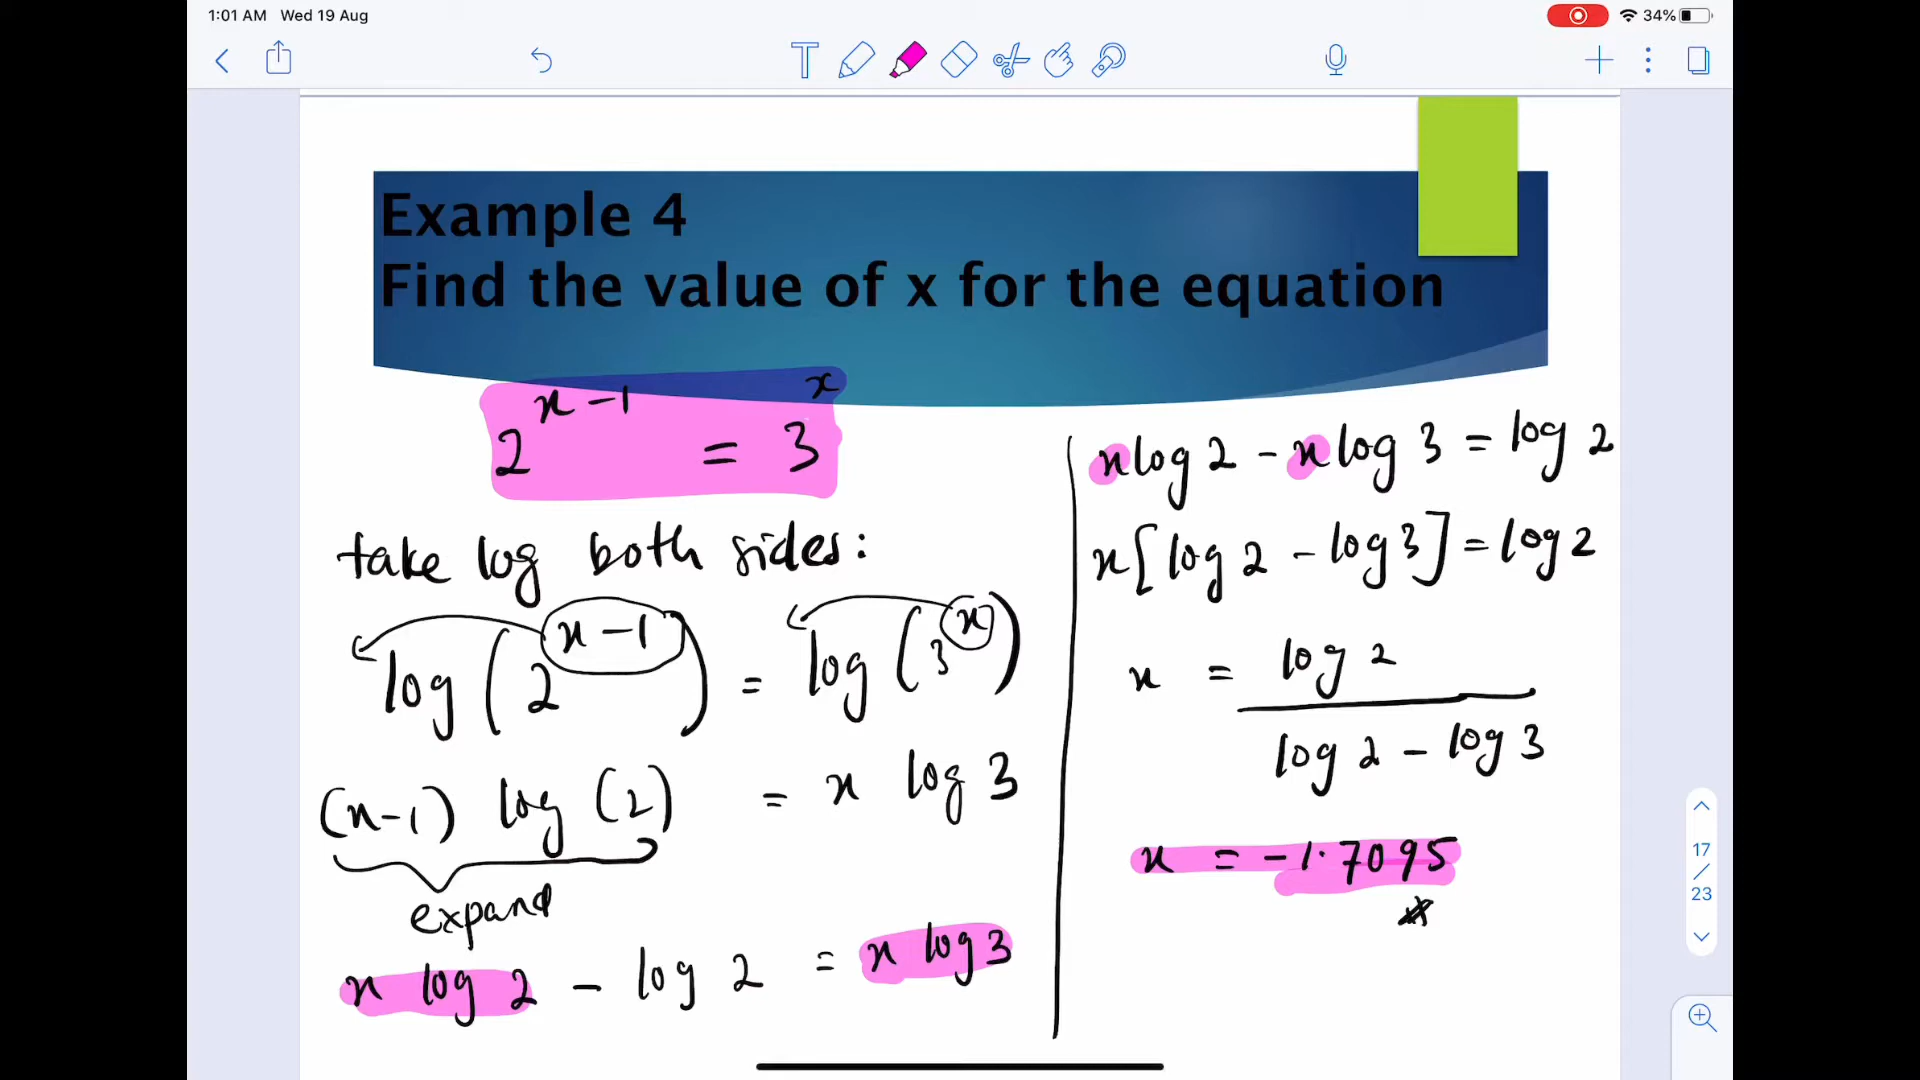 1:01 AM Wed 19 Aug
34%
T
Example 4
Find the value of x for the equation
2^{x-1} = 3^x
take log both sides:
log (2^{x-1}) = log (3^x)
(x-1) log (2) = x log 3
expand
x log 2 - log 2 = x log 3
x log 2 - x log 3 = log 2
x [log 2 - log 3] = log 2
x = \frac{log 2}{log 2 - log 3}
x = -1.7095
17
/
23